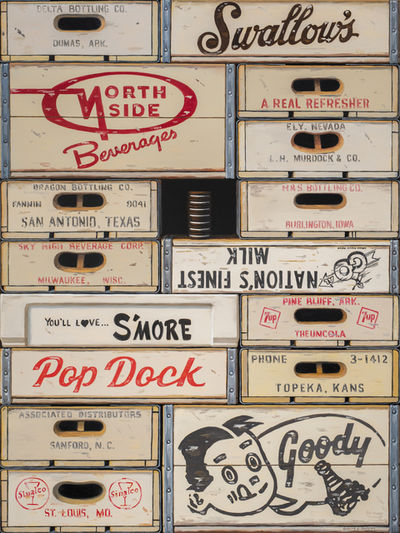 DELTA BOTTLING CO.
DUMAS, ARK.
Swallow's
NORTH
SIDE
Beverages
A REAL REFRESHER
ELY, NEVADA
L.H. MURDOCK & CO.
DRAGON BOTTLING CO.
FANNIN 9041
SAN ANTONIO, TEXAS
BOTTLING CO.
BURLINGTON, IOWA
SKY HIGH BEVERAGE CORP.
MILWAUKEE, WISC.
NATION'S FINEST
MILK
YOU'LL L♥VE... S'MORE
PINE BLUFF, ARK.
7up 7up
THEUNCOLA
Pop Dock
PHONE 3-1412
TOPEKA, KANS
ASSOCIATED DISTRIBUTORS
SANFORD, N.C.
Goody
Sinalco Sinalco
ST. LOUIS, MO.